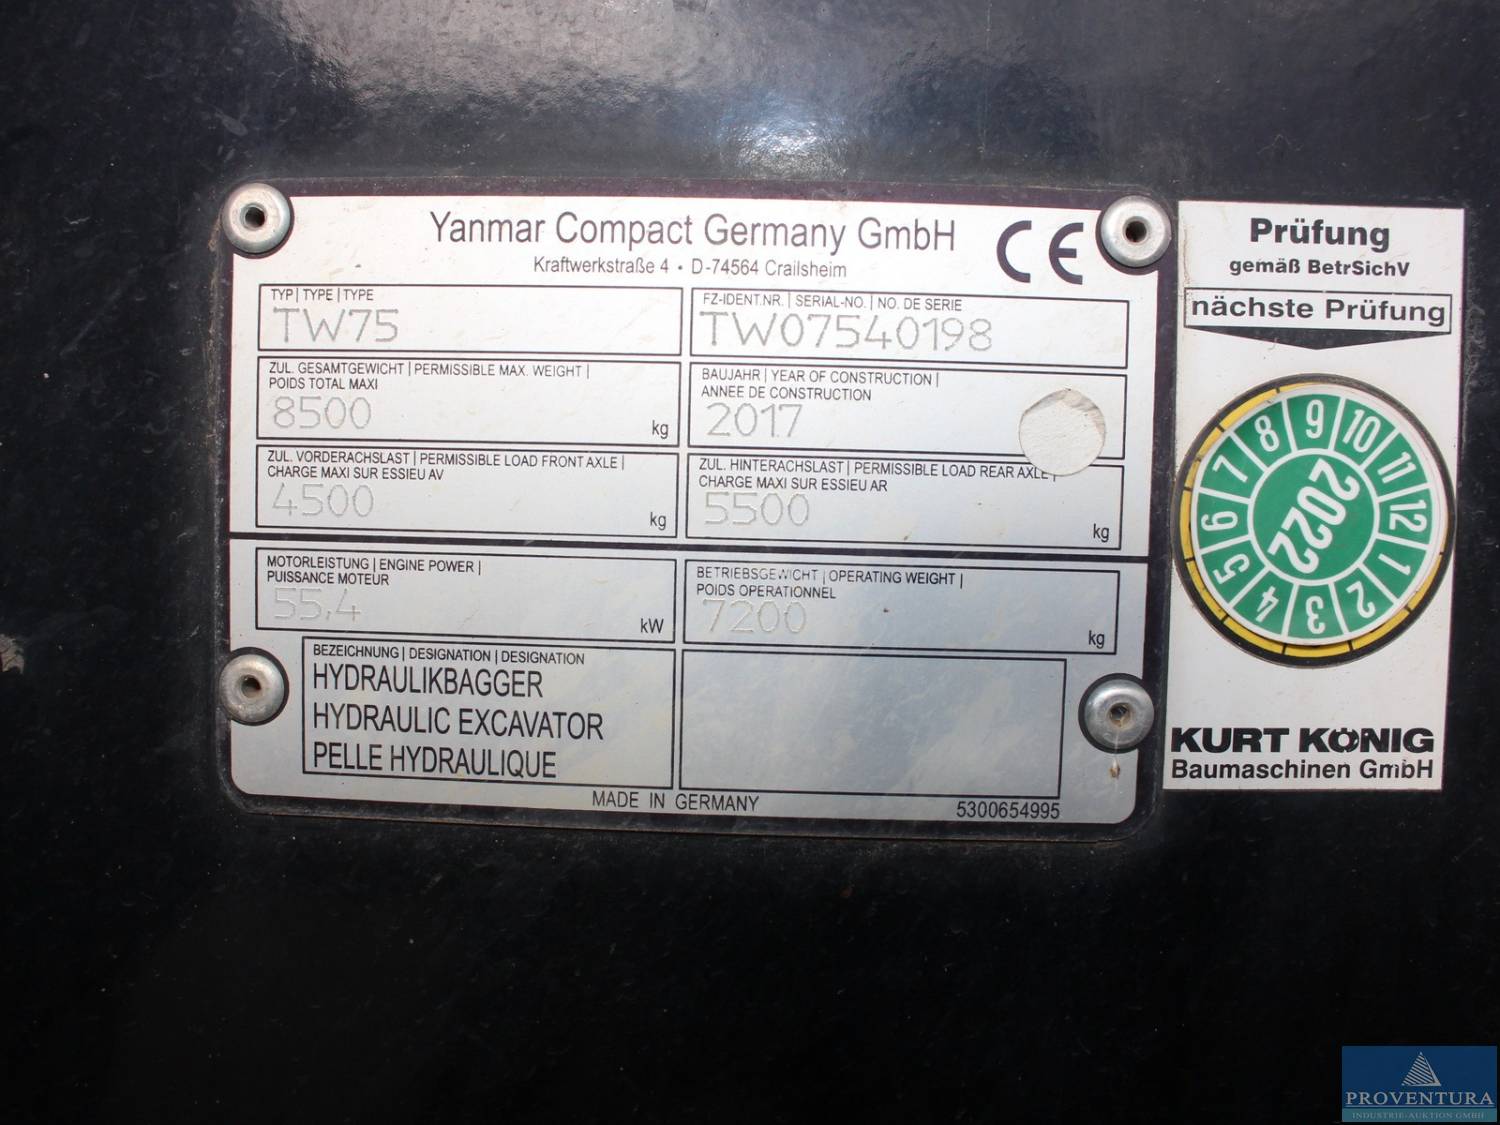 Yanmar Compact Germany GmbH
CE
Kraftwerkstraße 4 • D-74564 Crailsheim
TYP | TYPE | TYPE
TW75
FZ-IDENT.NR. | SERIAL-NO. | NO. DE SERIE
TW07540198
ZUL. GESAMTGEWICHT | PERMISSIBLE MAX. WEIGHT |
POIDS TOTAL MAXI
8500
kg
BAUJAHR | YEAR OF CONSTRUCTION |
ANNEE DE CONSTRUCTION
2017
ZUL. VORDERACHSLAST | PERMISSIBLE LOAD FRONT AXLE |
CHARGE MAXI SUR ESSIEU AV
4500
kg
ZUL. HINTERACHSLAST | PERMISSIBLE LOAD REAR AXLE |
CHARGE MAXI SUR ESSIEU AR
5500
kg
MOTORLEISTUNG | ENGINE POWER |
PUISSANCE MOTEUR
55,4
kW
BETRIEBSGEWICHT | OPERATING WEIGHT |
POIDS OPERATIONNEL
7200
kg
BEZEICHNUNG | DESIGNATION | DESIGNATION
HYDRAULIKBAGGER
HYDRAULIC EXCAVATOR
PELLE HYDRAULIQUE
MADE IN GERMANY
5300654995
Prüfung
gemäß BetrSichV
nächste Prüfung
1 2 3 4 5 6 7 8 9 10 11 12
2022
KURT KÖNIG
Baumaschinen GmbH
PROVENTURA
INDUSTRIE-AUKTION GMBH